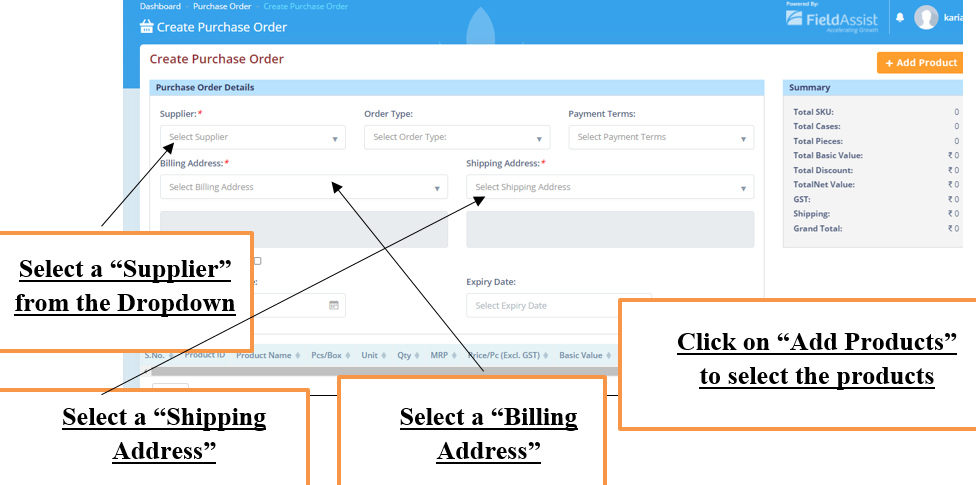 Dashboard - Purchase Order - Create Purchase Order
Create Purchase Order
Powered By:
FieldAssist
Accelerating Growth
karia
Create Purchase Order
+ Add Product
Purchase Order Details
Supplier:*
Order Type:
Payment Terms:
Select Supplier
Select Order Type:
Select Payment Terms
Billing Address:*
Shipping Address:*
Select Billing Address
Select Shipping Address
Expiry Date:
Select Expiry Date
Summary
Total SKU: 0
Total Cases: 0
Total Pieces: 0
Total Basic Value: ₹ 0
Total Discount: ₹ 0
TotalNet Value: ₹ 0
GST: ₹ 0
Shipping: ₹ 0
Grand Total: ₹ 0
S.No. Product ID Product Name Pcs/Box Unit Qty MRP Price/Pc (Excl. GST) Basic Value
Select a “Supplier”
from the Dropdown
Click on “Add Products”
to select the products
Select a “Shipping
Address”
Select a “Billing
Address”